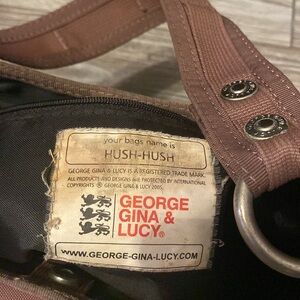 your bags name is
HUSH-HUSH
GEORGE GINA & LUCY IS A REGISTERED TRADE MARK.
ALL PRODUCTS AND DESIGNS ARE PROTECTED BY INTERNATIONAL
COPYRIGHTS © GEORGE GINA & LUCY 2005.
GEORGE
GINA &
LUCY®
WWW.GEORGE-GINA-LUCY.COM